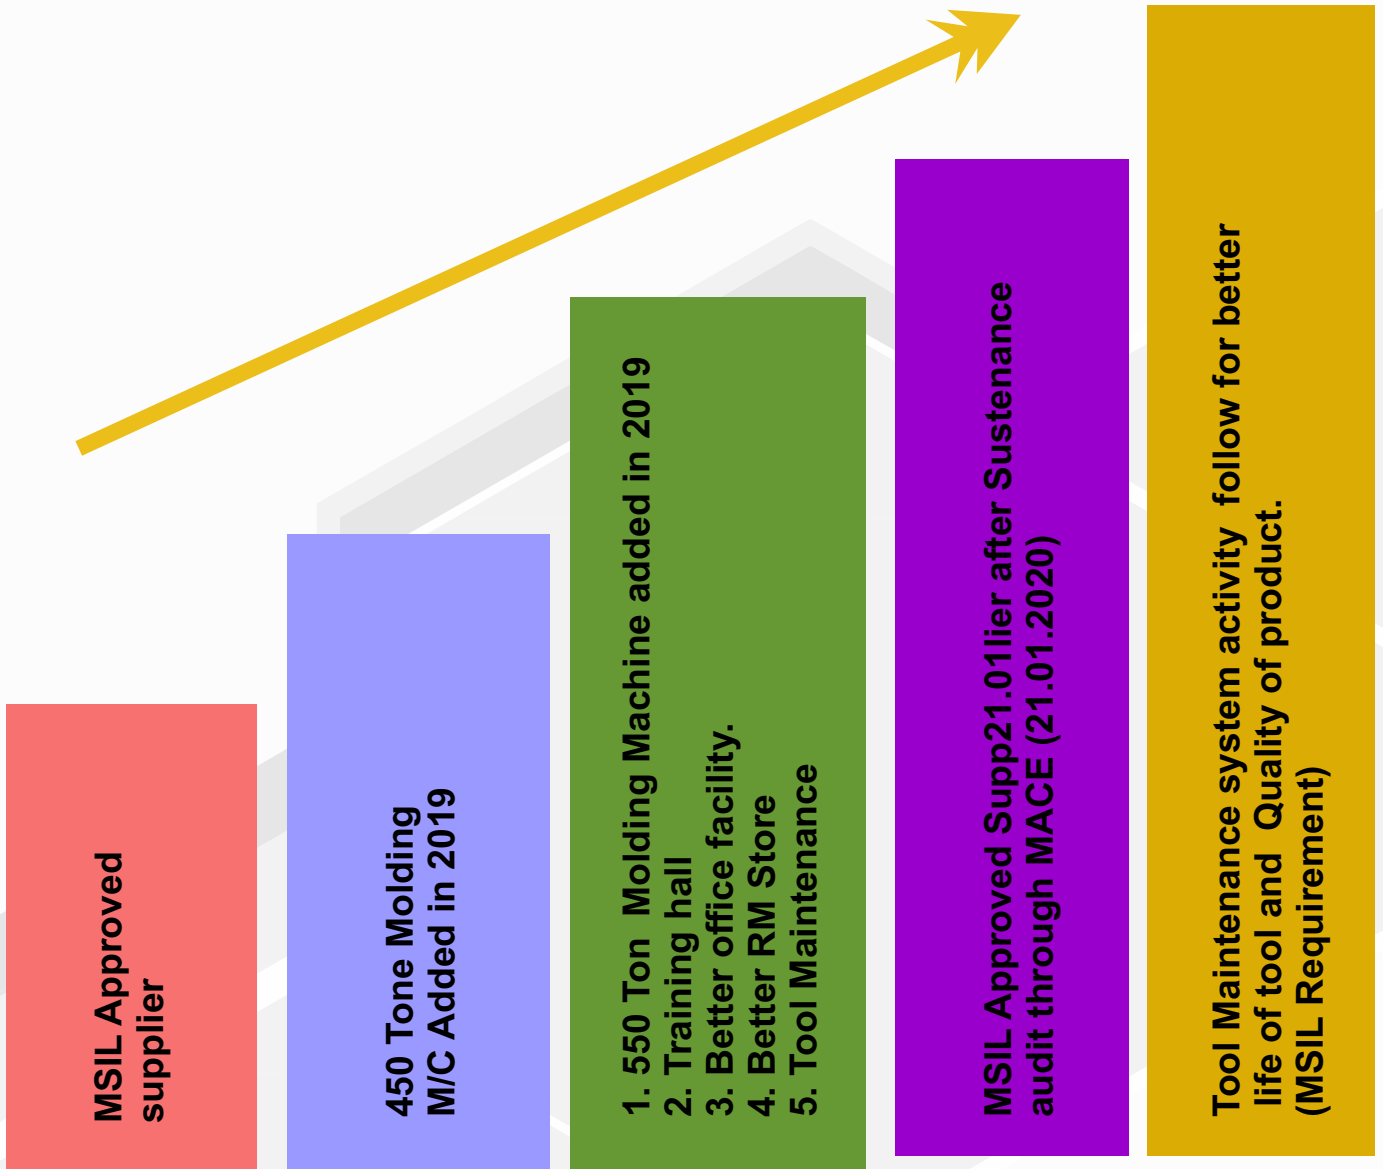 MSIL Approved
supplier
450 Tone Molding
M/C Added in 2019
1. 550 Ton  Molding Machine added in 2019
2. Training hall
3. Better office facility.
4. Better RM Store
5. Tool Maintenance
MSIL Approved Supp21.01lier after Sustenance
audit through MACE (21.01.2020)
Tool Maintenance system activity  follow for better
life of tool and  Quality of product.
(MSIL Requirement)